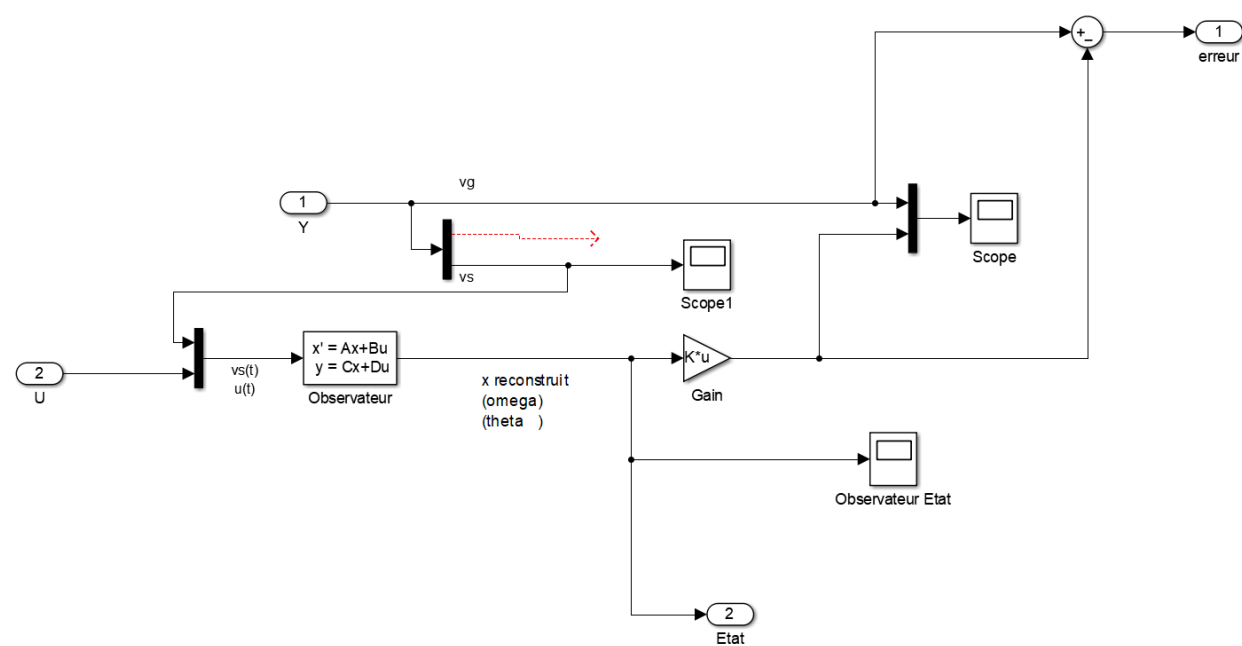 +
_
1
erreur
vg
1
Y
Scope
vs
Scope1
x' = Ax+Bu
y = Cx+Du
K*u
2
U
vs(t)
u(t)
Observateur
x reconstruit
(omega)
(theta )
Gain
Observateur Etat
2
Etat